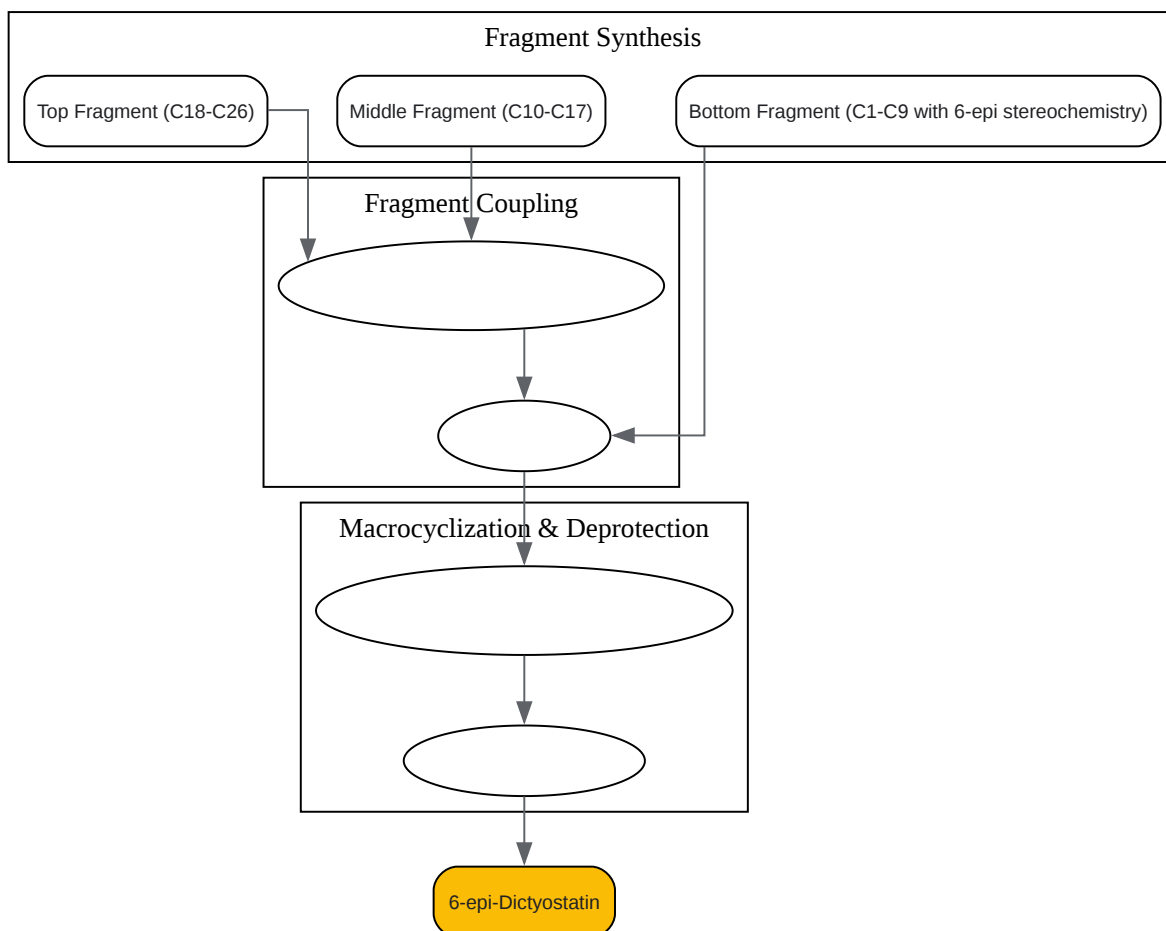 Fragment Synthesis
Top Fragment (C18-C26)
Middle Fragment (C10-C17)
Bottom Fragment (C1-C9 with 6-epi stereochemistry)
Fragment Coupling
Macrocyclization & Deprotection
6-epi-Dictyostatin